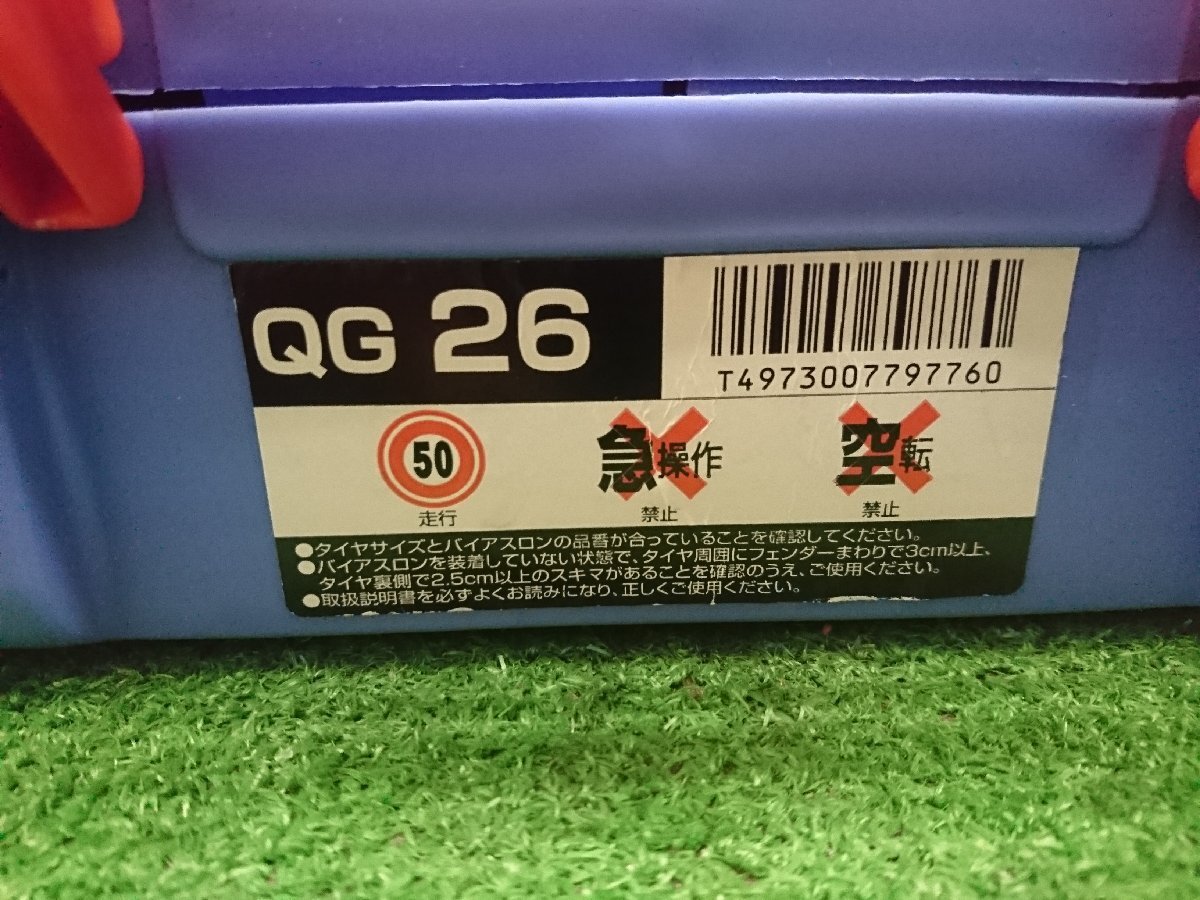 QG 26
T4973007797760
50
走行
急操作
禁止
空転
禁止
●タイヤサイズとバイアスロンの品番が合っていることを確認してください。
●バイアスロンを装着していない状態で、タイヤ周囲にフェンダーまわりで3cm以上、
タイヤ裏側で2.5cm以上のスキマがあることを確認のうえ、ご使用ください。
●取扱説明書を必ずよくお読みになり、正しくご使用ください。